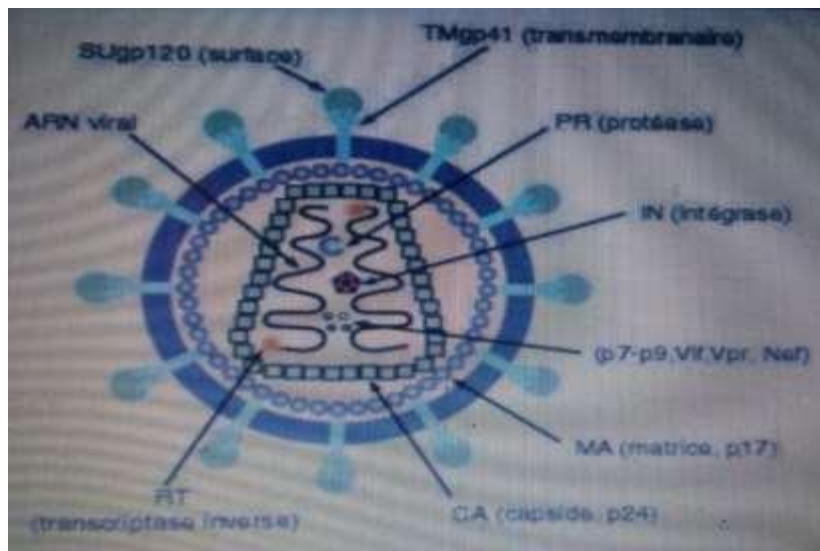 TMgp41 (transmembranaire)
SUgp120 (surface)
ARN viral
PR (protéase)
IN (intégrase)
(p7-p9,Vif,Vpr, Nef)
MA (matrice, p17)
CA (capside, p24)
RT
(transcriptase inverse)